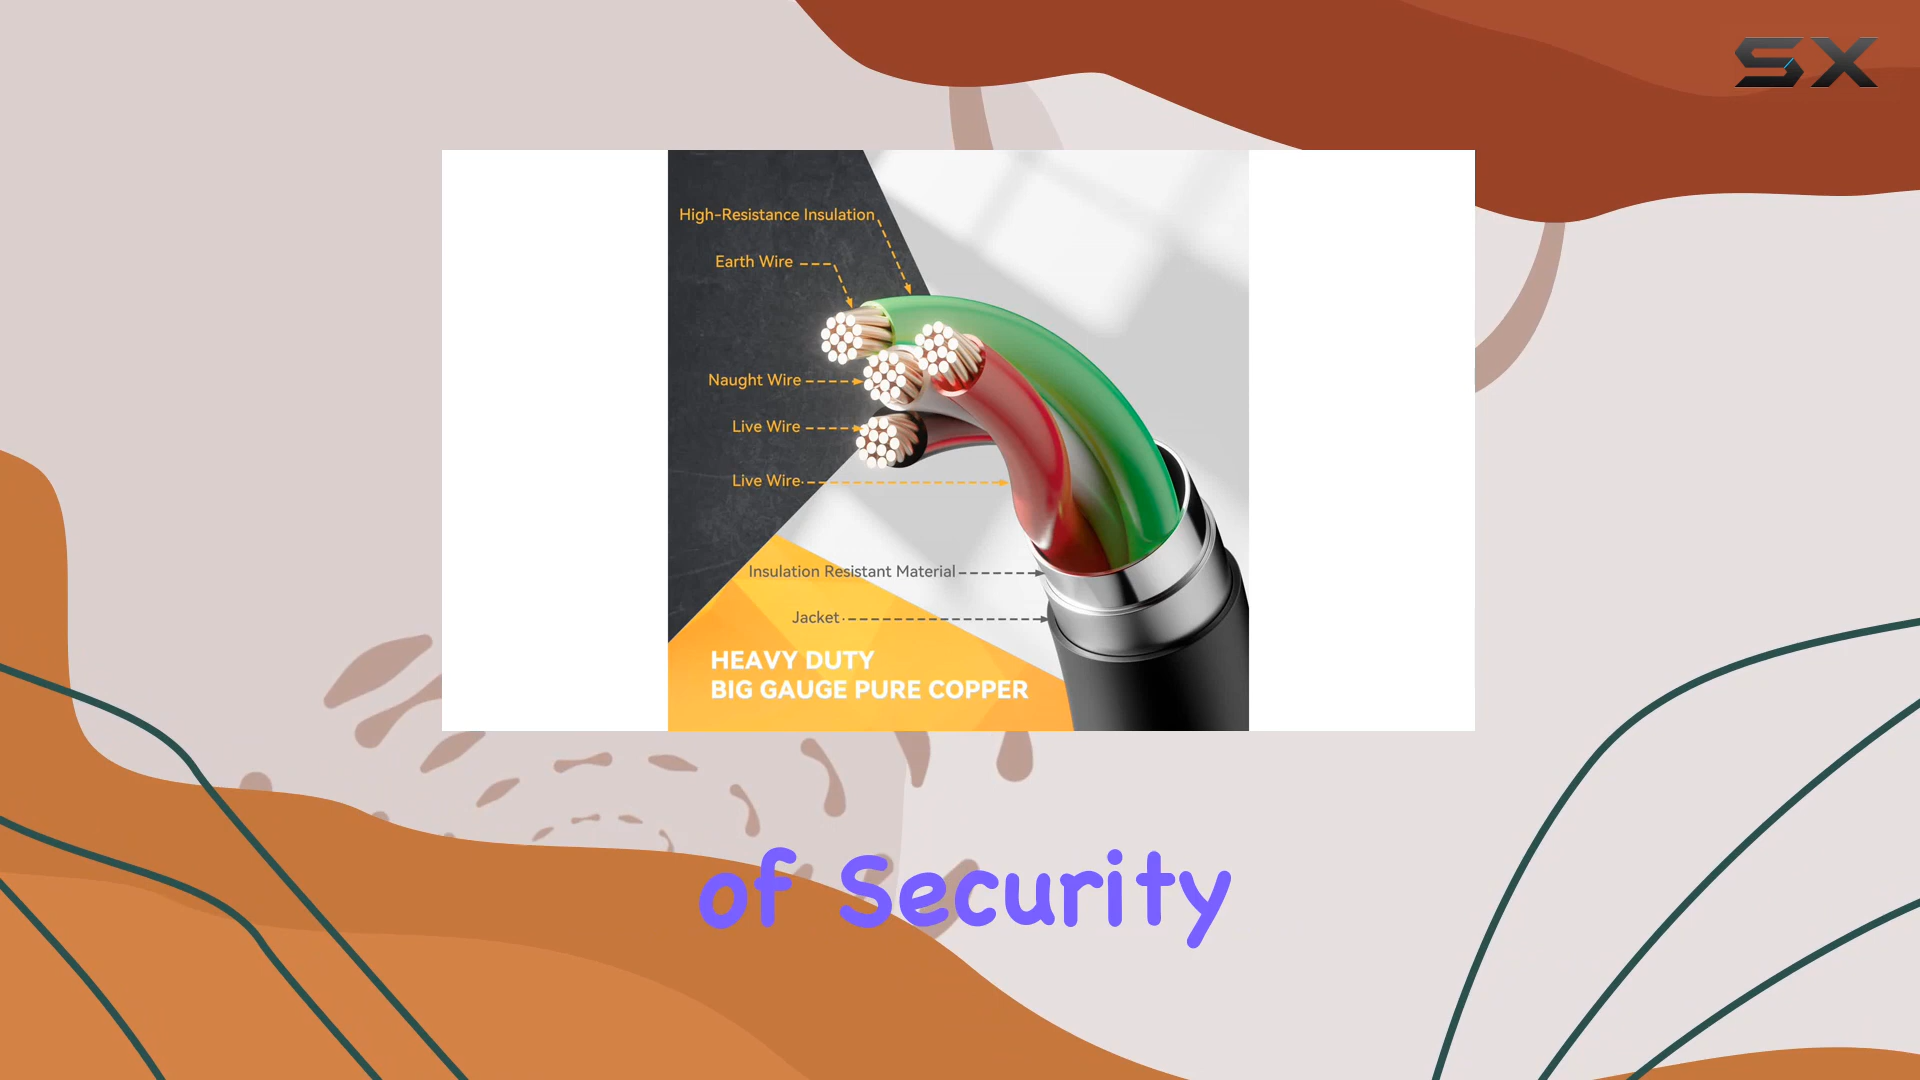 SX
High-Resistance Insulation
Earth Wire
Naught Wire
Live Wire
Live Wire
Insulation Resistant Material
Jacket
HEAVY DUTY
BIG GAUGE PURE COPPER
of Security